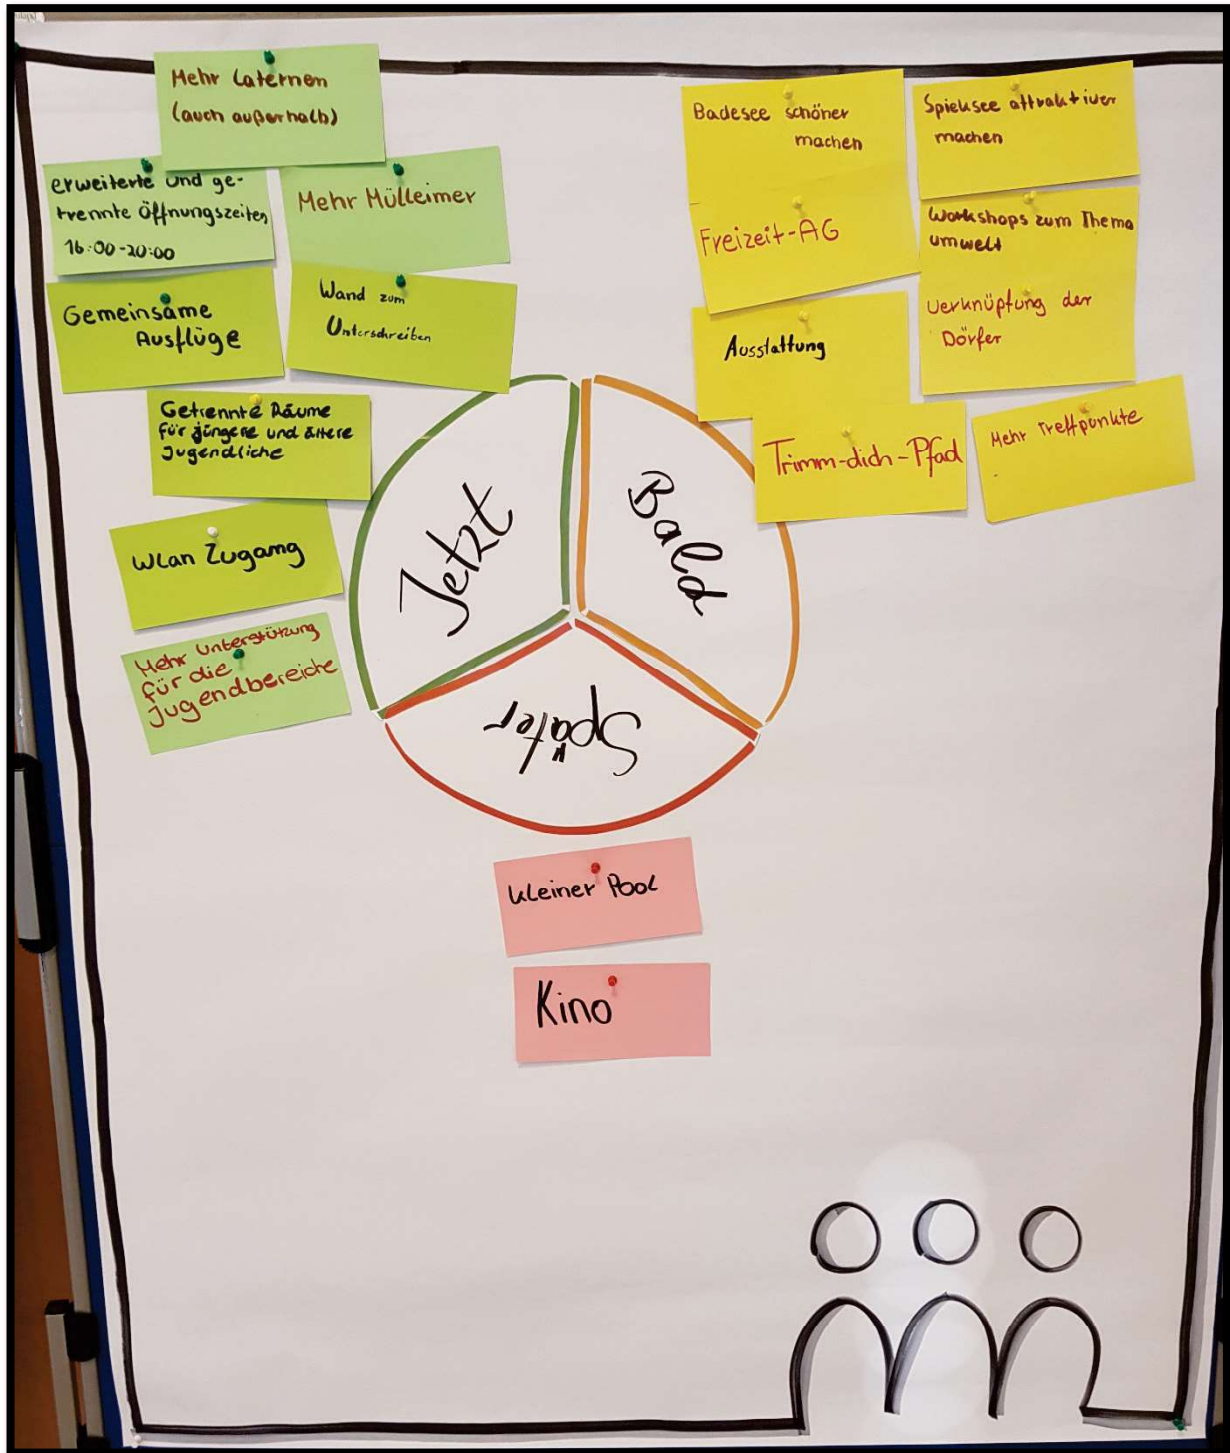 Mehr Laternen
(auch außerhalb)
erweiterte und ge-
trennte Öffnungszeiten
16:00-20:00
Mehr Mülleimer
Gemeinsame
Ausflüge
Wand zum
Unterschreiben
Getrennte Räume
für jüngere und ältere
Jugendliche
WLan Zugang
Mehr Unterstützung
für die
Jugendbereiche
Badesee schöner
machen
Spielsee attraktiver
machen
Freizeit-AG
Workshops zum Thema
umwelt
Verknüpfung der
Dörfer
Ausstattung
Trimm-dich-Pfad
Mehr Treffpunkte
Jetzt
Bald
Später
kleiner Pool
Kino